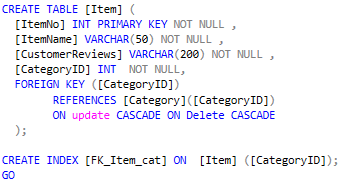 CREATE TABLE [Item] (
[ItemNo] INT PRIMARY KEY NOT NULL ,
[ItemName] VARCHAR(50) NOT NULL ,
[CustomerReviews] VARCHAR(200) NOT NULL ,
[CategoryID] INT  NOT NULL,
FOREIGN KEY ([CategoryID])
REFERENCES [Category]([CategoryID])
ON update CASCADE ON Delete CASCADE
);
CREATE INDEX [FK_Item_cat] ON  [Item] ([CategoryID]);
GO